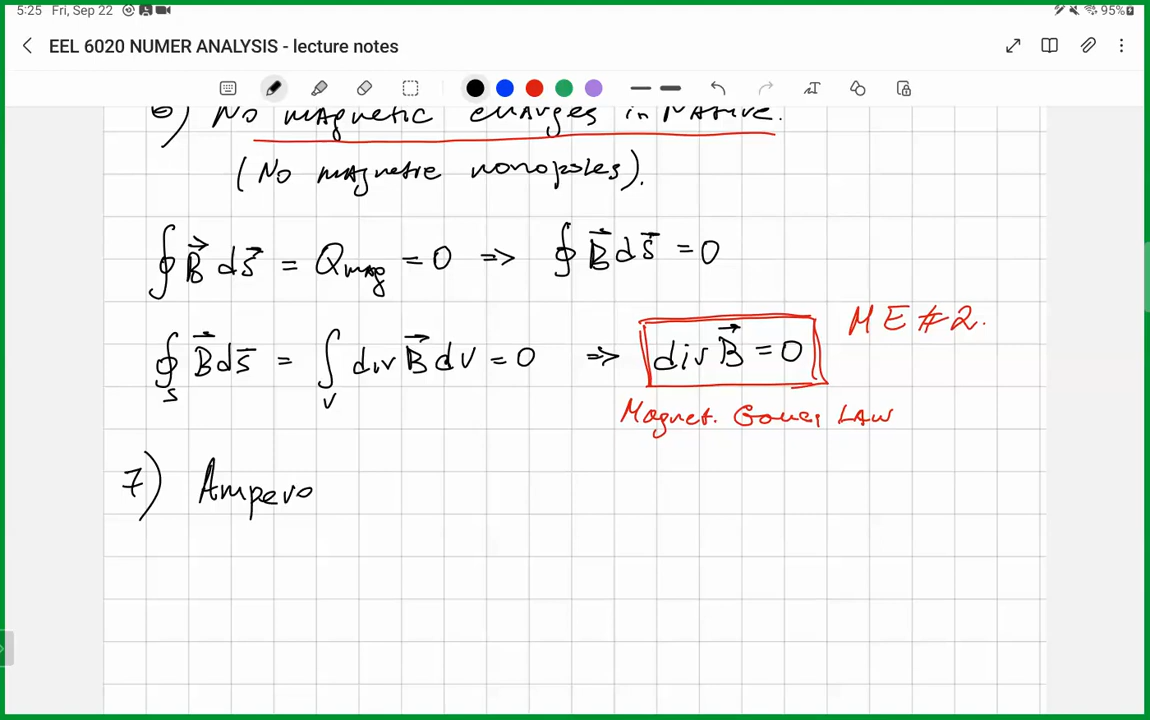 5:25 Fri, Sep 22 95%
EEL 6020 NUMER ANALYSIS - lecture notes
6) No magnetic charges in Nature.
(No magnetic monopoles).
∮ B⃗ dS⃗ = Qmag = 0 => ∮ B⃗ dS⃗ = 0
∮_S B⃗ dS⃗ = ∫_V div B⃗ dV = 0 => div B⃗ = 0 ME #2.
Magnet. Gauss LAW
7) Ampere